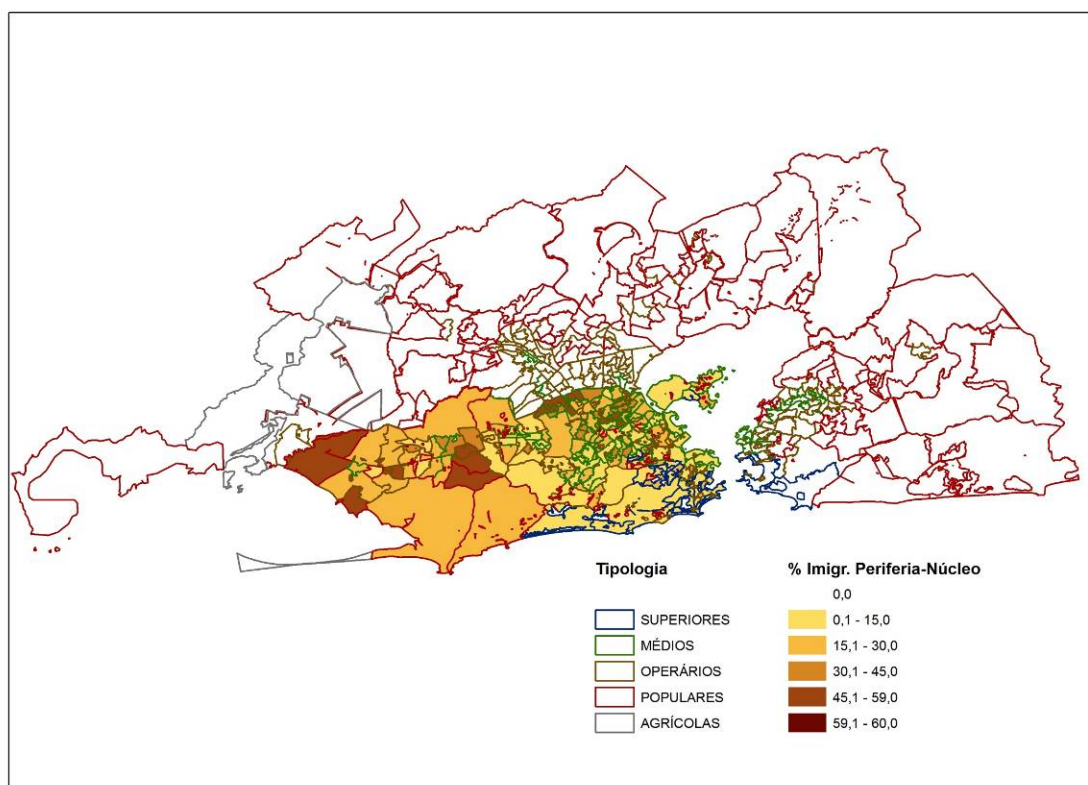 Tipologia
SUPERIORES
MÉDIOS
OPERÁRIOS
POPULARES
AGRÍCOLAS
% Imigr. Periferia-Núcleo
0,0
0,1 - 15,0
15,1 - 30,0
30,1 - 45,0
45,1 - 59,0
59,1 - 60,0